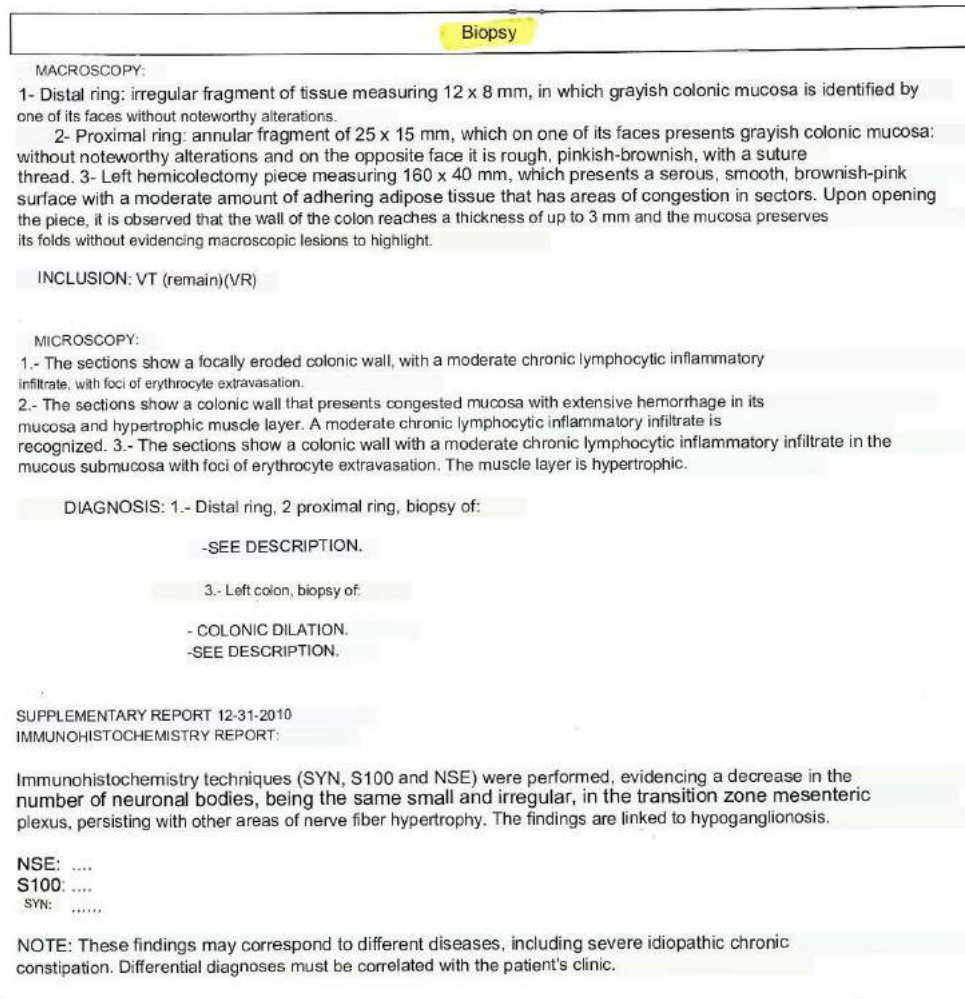 Biopsy
MACROSCOPY:
1- Distal ring: irregular fragment of tissue measuring 12 x 8 mm, in which grayish colonic mucosa is identified by
one of its faces without noteworthy alterations.
2- Proximal ring: annular fragment of 25 x 15 mm, which on one of its faces presents grayish colonic mucosa:
without noteworthy alterations and on the opposite face it is rough, pinkish-brownish, with a suture
thread. 3- Left hemicolectomy piece measuring 160 x 40 mm, which presents a serous, smooth, brownish-pink
surface with a moderate amount of adhering adipose tissue that has areas of congestion in sectors. Upon opening
the piece, it is observed that the wall of the colon reaches a thickness of up to 3 mm and the mucosa preserves
its folds without evidencing macroscopic lesions to highlight.
INCLUSION: VT (remain)(VR)
MICROSCOPY:
1.- The sections show a focally eroded colonic wall, with a moderate chronic lymphocytic inflammatory
infiltrate, with foci of erythrocyte extravasation.
2.- The sections show a colonic wall that presents congested mucosa with extensive hemorrhage in its
mucosa and hypertrophic muscle layer. A moderate chronic lymphocytic inflammatory infiltrate is
recognized. 3.- The sections show a colonic wall with a moderate chronic lymphocytic inflammatory infiltrate in the
mucous submucosa with foci of erythrocyte extravasation. The muscle layer is hypertrophic.
DIAGNOSIS: 1.- Distal ring, 2 proximal ring, biopsy of:
-SEE DESCRIPTION.
3.- Left colon, biopsy of:
- COLONIC DILATION.
-SEE DESCRIPTION.
SUPPLEMENTARY REPORT 12-31-2010
IMMUNOHISTOCHEMISTRY REPORT:
Immunohistochemistry techniques (SYN, S100 and NSE) were performed, evidencing a decrease in the
number of neuronal bodies, being the same small and irregular, in the transition zone mesenteric
plexus, persisting with other areas of nerve fiber hypertrophy. The findings are linked to hypoganglionosis.
NSE: ....
S100: ....
SYN: ......
NOTE: These findings may correspond to different diseases, including severe idiopathic chronic
constipation. Differential diagnoses must be correlated with the patient's clinic.